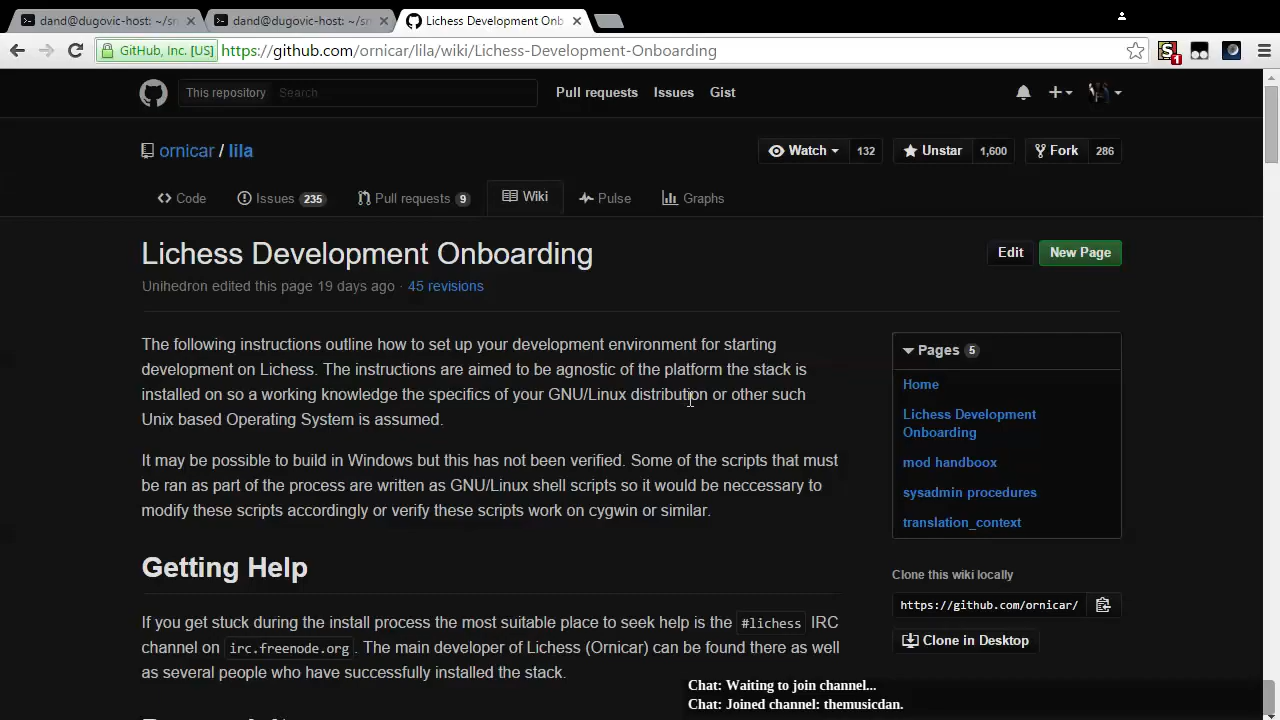 dand@dugovic-host: ~/sn
dand@dugovic-host: ~/sn
Lichess Development Onb
GitHub, Inc. [US]
https://github.com/ornicar/lila/wiki/Lichess-Development-Onboarding
1
This repository
Search...
Pull requests
Issues
Gist
ornicar / lila
Watch
132
Unstar
1,600
Fork
286
Code
Issues 235
Pull requests 9
Wiki
Pulse
Graphs
Lichess Development Onboarding
Edit
New Page
Unihedron edited this page 19 days ago · 45 revisions
The following instructions outline how to set up your development environment for starting
development on Lichess. The instructions are aimed to be agnostic of the platform the stack is
installed on so a working knowledge the specifics of your GNU/Linux distribution or other such
Unix based Operating System is assumed.
It may be possible to build in Windows but this has not been verified. Some of the scripts that must
be ran as part of the process are written as GNU/Linux shell scripts so it would be neccessary to
modify these scripts accordingly or verify these scripts work on cygwin or similar.
Getting Help
If you get stuck during the install process the most suitable place to seek help is the #lichess IRC
channel on irc.freenode.org. The main developer of Lichess (Ornicar) can be found there as well
as several people who have successfully installed the stack.
Pages 5
Home
Lichess Development
Onboarding
mod handboox
sysadmin procedures
translation_context
Clone this wiki locally
https://github.com/ornicar/
Clone in Desktop
Chat: Waiting to join channel...
Chat: Joined channel: themusicdan.